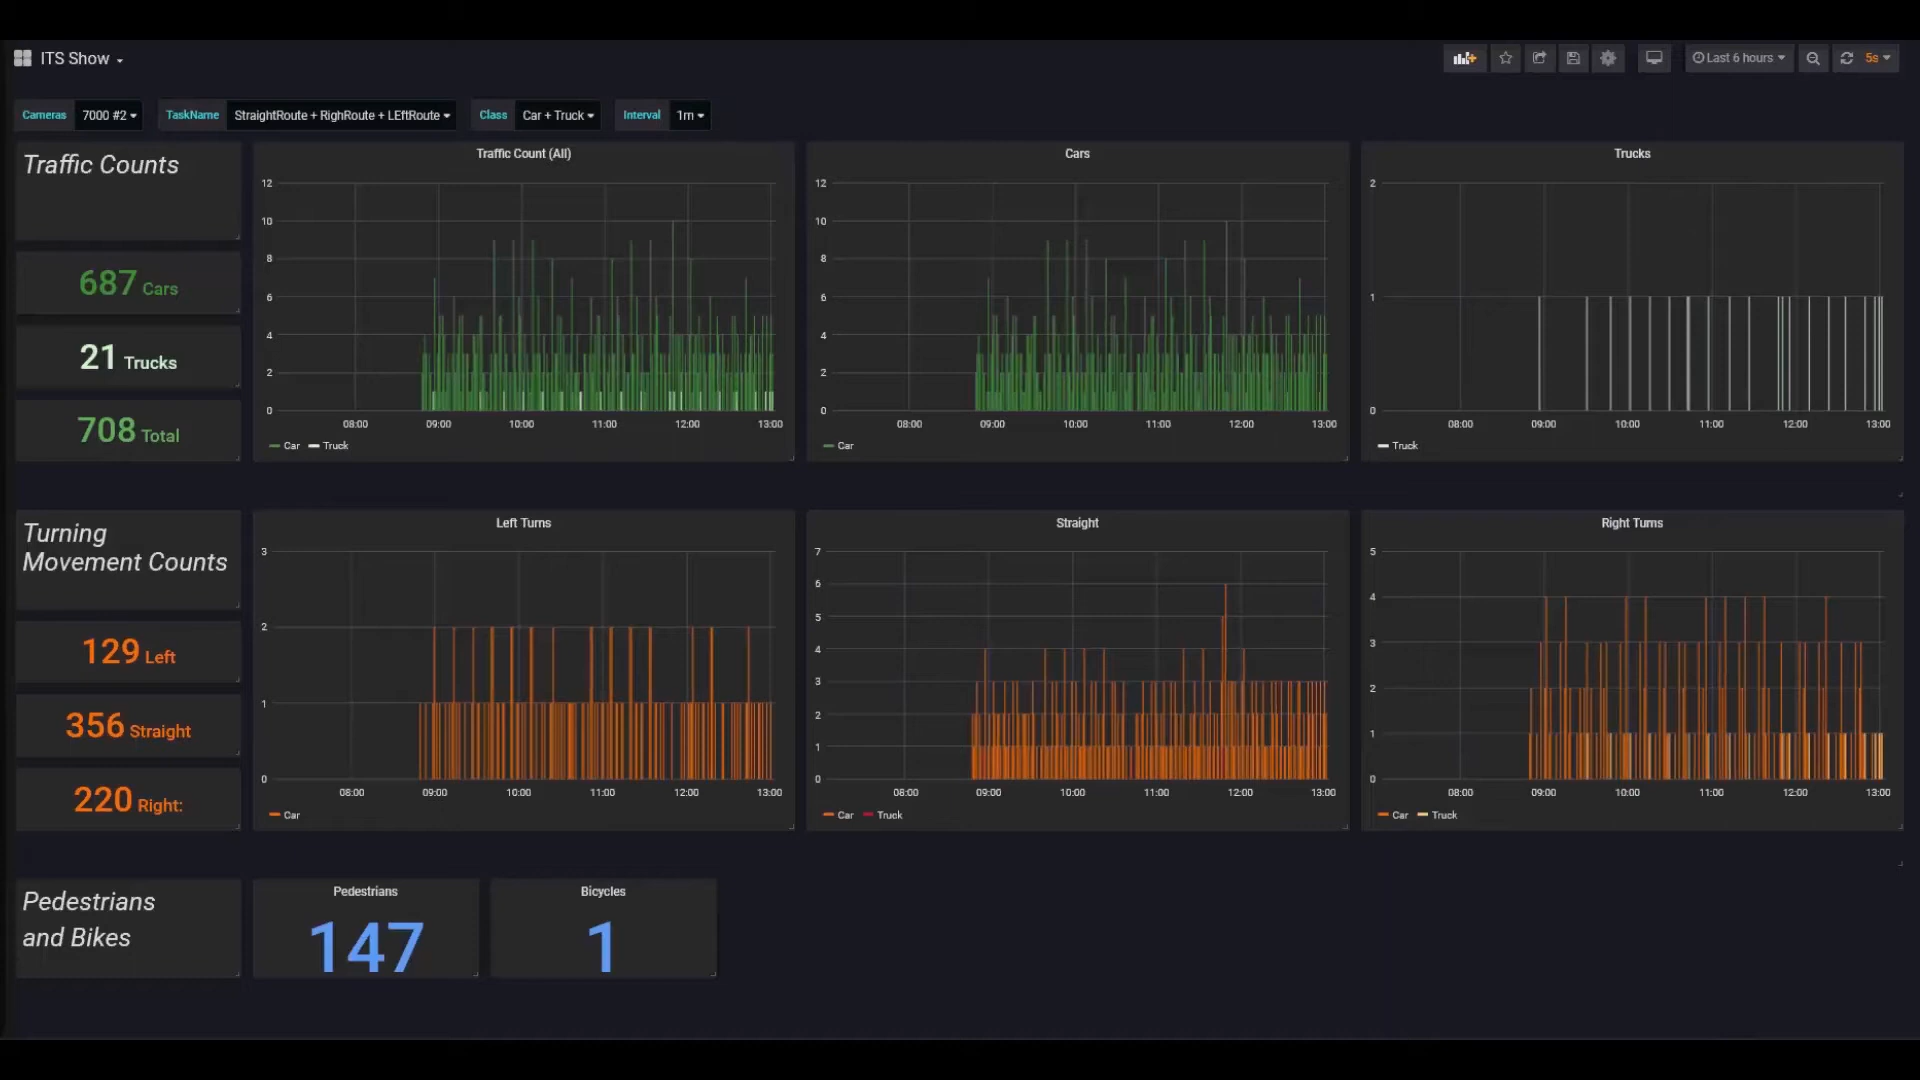 ITS Show
Last 6 hours 5s
Cameras 7000 #2 TaskName StraightRoute + RighRoute + LEftRoute Class Car + Truck Interval 1m
Traffic Counts
687 Cars
21 Trucks
708 Total
Traffic Count (All)
12
10
8
6
4
2
0
08:00 09:00 10:00 11:00 12:00 13:00
Car Truck
Cars
12
10
8
6
4
2
0
08:00 09:00 10:00 11:00 12:00 13:00
Car
Trucks
2
1
0
08:00 09:00 10:00 11:00 12:00 13:00
Truck
Turning
Movement Counts
129 Left
356 Straight
220 Right:
Left Turns
3
2
1
0
08:00 09:00 10:00 11:00 12:00 13:00
Car
Straight
7
6
5
4
3
2
1
0
08:00 09:00 10:00 11:00 12:00 13:00
Car Truck
Right Turns
5
4
3
2
1
0
08:00 09:00 10:00 11:00 12:00 13:00
Car Truck
Pedestrians
and Bikes
Pedestrians
147
Bicycles
1